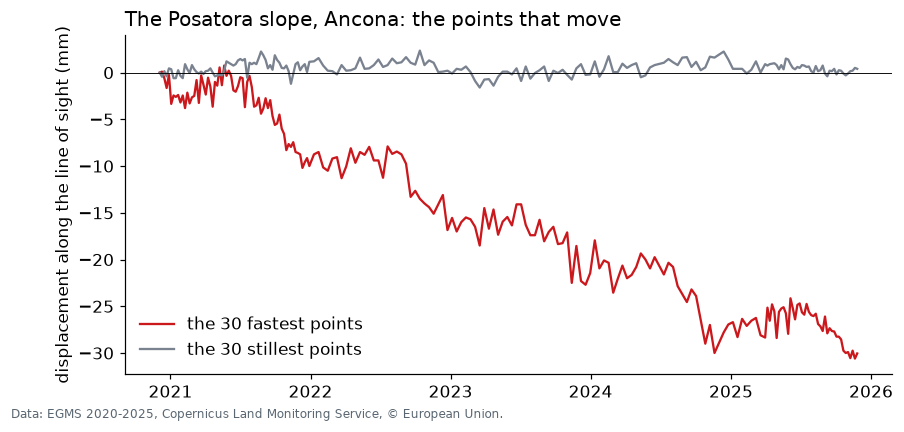 The Posatora slope, Ancona: the points that move
displacement along the line of sight (mm)
0
−5
−10
−15
−20
−25
−30
the 30 fastest points
the 30 stillest points
2021
2022
2023
2024
2025
2026
Data: EGMS 2020-2025, Copernicus Land Monitoring Service, © European Union.